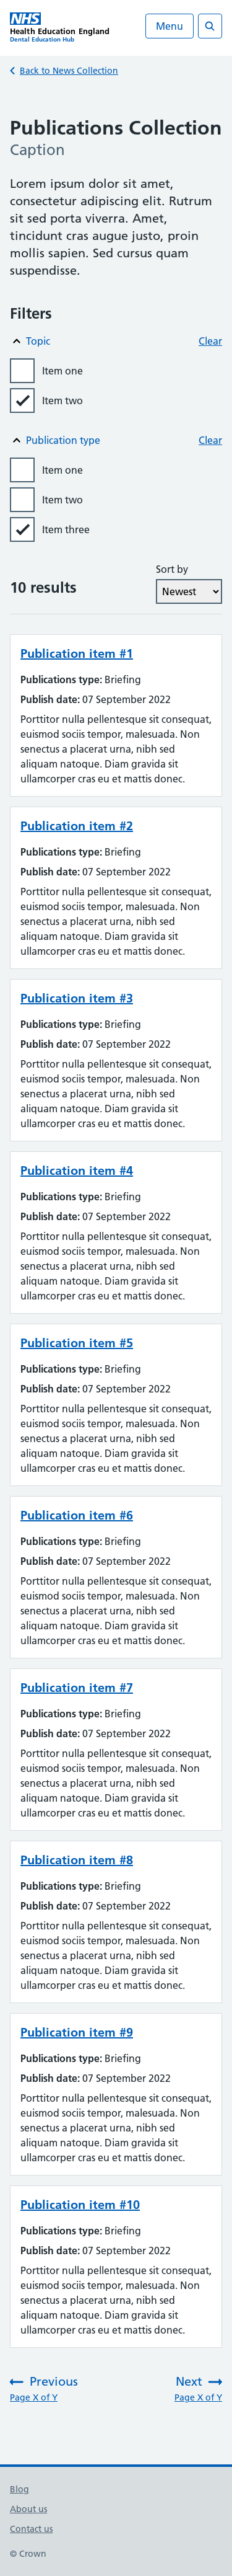 NHS
Health Education England
Dental Education Hub
Menu
Back to News Collection
Publications Collection
Caption
Lorem ipsum dolor sit amet,
consectetur adipiscing elit. Rutrum
sit sed porta viverra. Amet,
tincidunt cras augue justo, proin
mollis sapien. Sed cursus quam
suspendisse.
Filters
Topic Clear
Item one
Item two
Publication type Clear
Item one
Item two
Item three
Sort by
10 results Newest
Publication item #1
Publications type: Briefing
Publish date: 07 September 2022
Porttitor nulla pellentesque sit consequat,
euismod sociis tempor, malesuada. Non
senectus a placerat urna, nibh sed
aliquam natoque. Diam gravida sit
ullamcorper cras eu et mattis donec.
Publication item #2
Publications type: Briefing
Publish date: 07 September 2022
Porttitor nulla pellentesque sit consequat,
euismod sociis tempor, malesuada. Non
senectus a placerat urna, nibh sed
aliquam natoque. Diam gravida sit
ullamcorper cras eu et mattis donec.
Publication item #3
Publications type: Briefing
Publish date: 07 September 2022
Porttitor nulla pellentesque sit consequat,
euismod sociis tempor, malesuada. Non
senectus a placerat urna, nibh sed
aliquam natoque. Diam gravida sit
ullamcorper cras eu et mattis donec.
Publication item #4
Publications type: Briefing
Publish date: 07 September 2022
Porttitor nulla pellentesque sit consequat,
euismod sociis tempor, malesuada. Non
senectus a placerat urna, nibh sed
aliquam natoque. Diam gravida sit
ullamcorper cras eu et mattis donec.
Publication item #5
Publications type: Briefing
Publish date: 07 September 2022
Porttitor nulla pellentesque sit consequat,
euismod sociis tempor, malesuada. Non
senectus a placerat urna, nibh sed
aliquam natoque. Diam gravida sit
ullamcorper cras eu et mattis donec.
Publication item #6
Publications type: Briefing
Publish date: 07 September 2022
Porttitor nulla pellentesque sit consequat,
euismod sociis tempor, malesuada. Non
senectus a placerat urna, nibh sed
aliquam natoque. Diam gravida sit
ullamcorper cras eu et mattis donec.
Publication item #7
Publications type: Briefing
Publish date: 07 September 2022
Porttitor nulla pellentesque sit consequat,
euismod sociis tempor, malesuada. Non
senectus a placerat urna, nibh sed
aliquam natoque. Diam gravida sit
ullamcorper cras eu et mattis donec.
Publication item #8
Publications type: Briefing
Publish date: 07 September 2022
Porttitor nulla pellentesque sit consequat,
euismod sociis tempor, malesuada. Non
senectus a placerat urna, nibh sed
aliquam natoque. Diam gravida sit
ullamcorper cras eu et mattis donec.
Publication item #9
Publications type: Briefing
Publish date: 07 September 2022
Porttitor nulla pellentesque sit consequat,
euismod sociis tempor, malesuada. Non
senectus a placerat urna, nibh sed
aliquam natoque. Diam gravida sit
ullamcorper cras eu et mattis donec.
Publication item #10
Publications type: Briefing
Publish date: 07 September 2022
Porttitor nulla pellentesque sit consequat,
euismod sociis tempor, malesuada. Non
senectus a placerat urna, nibh sed
aliquam natoque. Diam gravida sit
ullamcorper cras eu et mattis donec.
Previous Next
Page X of Y Page X of Y
Blog
About us
Contact us
© Crown